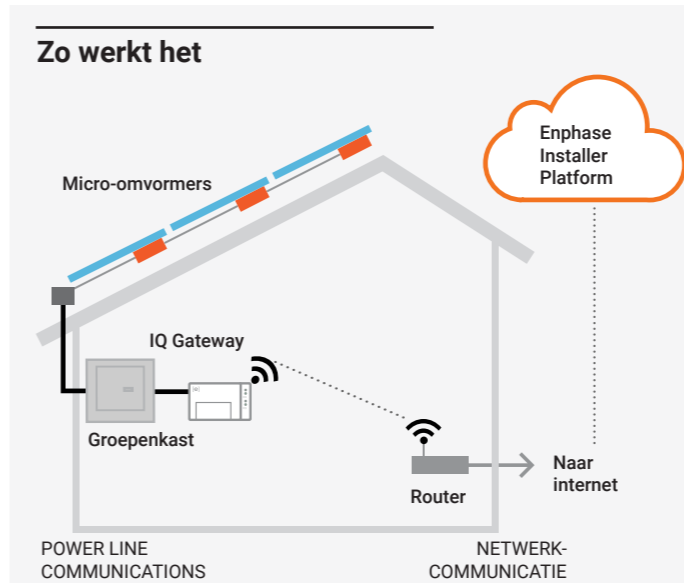 Zo werkt het
Enphase
Installer
Platform
Micro-omvormers
IQ Gateway
Groepenkast
Router
Naar
internet
POWER LINE
COMMUNICATIONS
NETWERK-
COMMUNICATIE